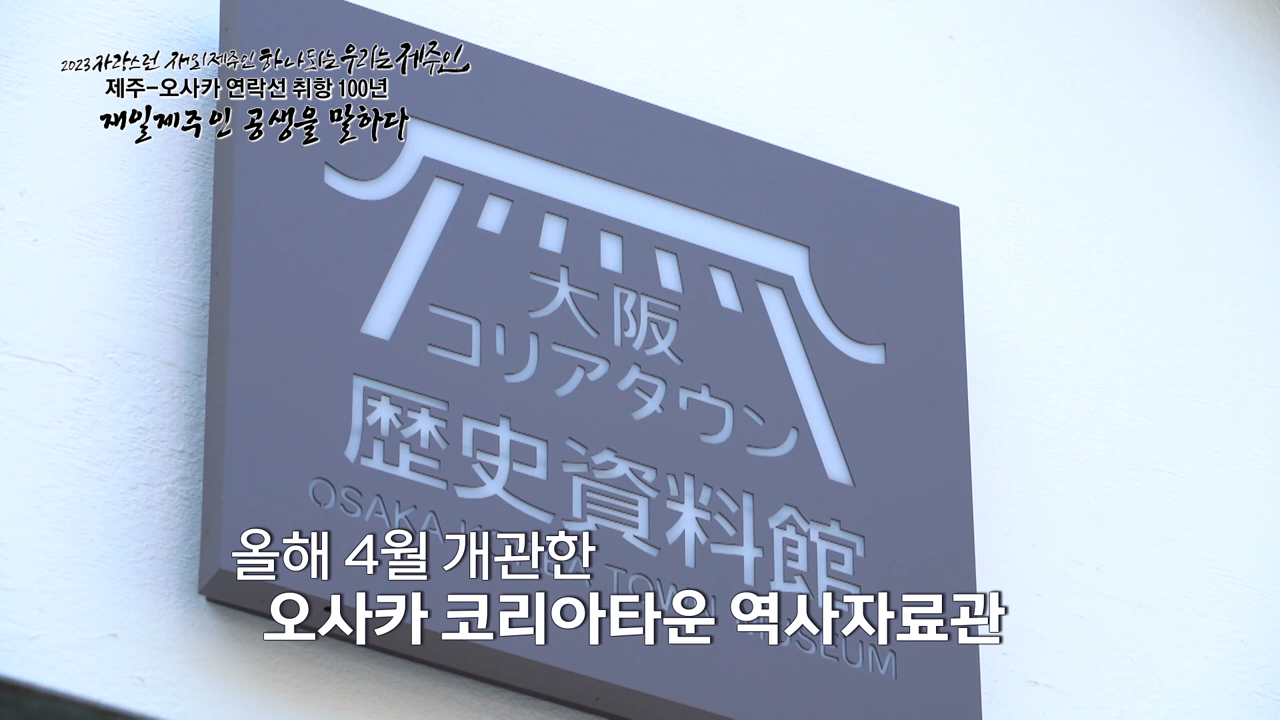 2023 자랑스런 재외제주인 하나되는 우리는 제주인
제주-오사카 연락선 취항 100년
재일제주인 공생을 말하다
大阪
コリアタウン
歴史資料館
OSAKA KOREA TOWN MUSEUM
올해 4월 개관한
오사카 코리아타운 역사자료관